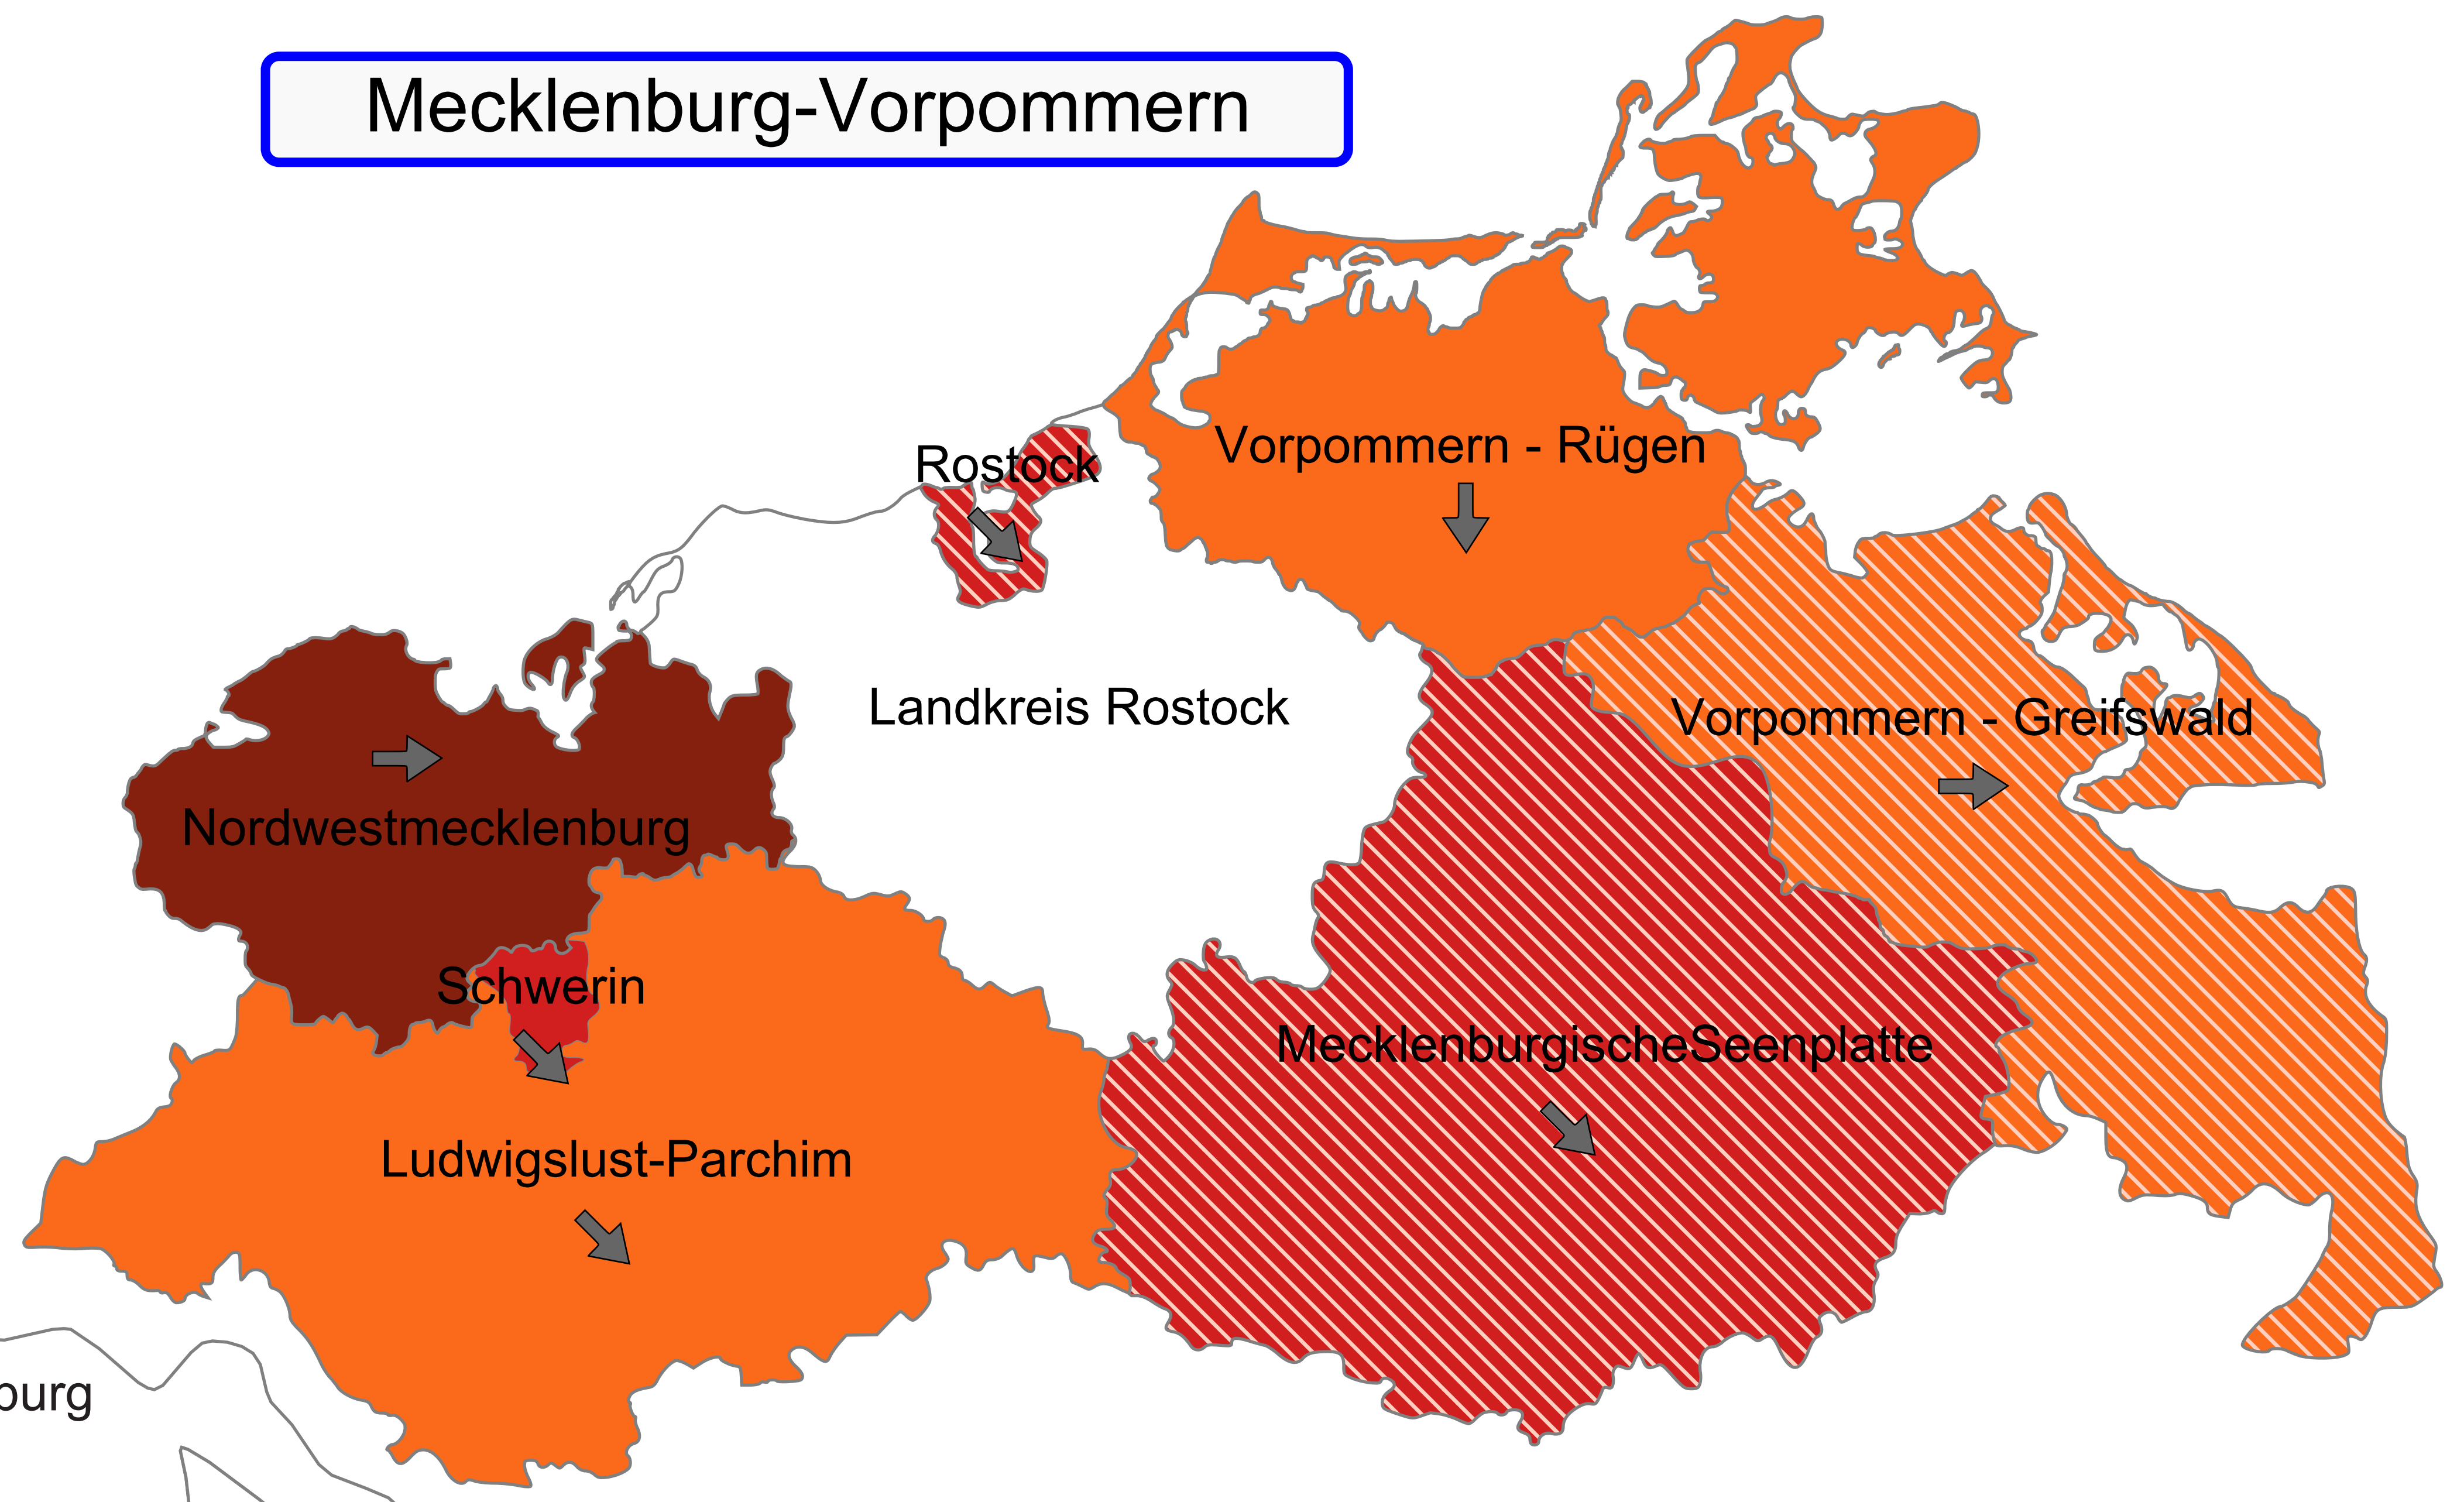 Mecklenburg-Vorpommern
Vorpommern - Rügen
Rostock
Landkreis Rostock
Vorpommern - Greifswald
Nordwestmecklenburg
Schwerin
MecklenburgischeSeenplatte
Ludwigslust-Parchim
burg